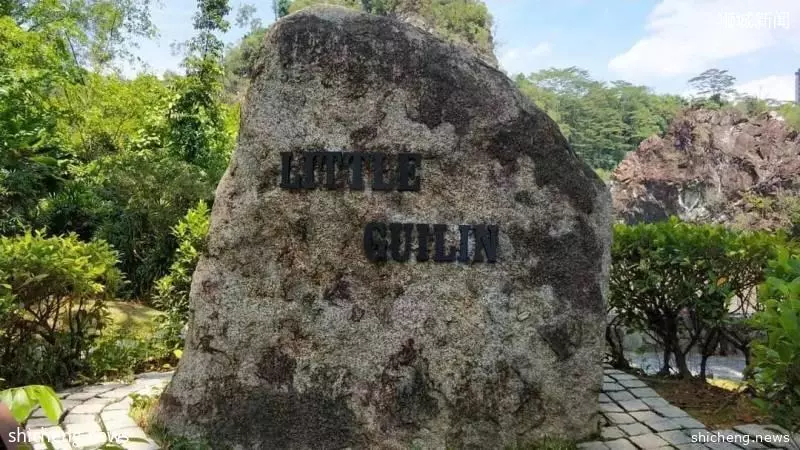 狮城新闻
LITTLE
GUILIN
shicheng.news
shicheng.news